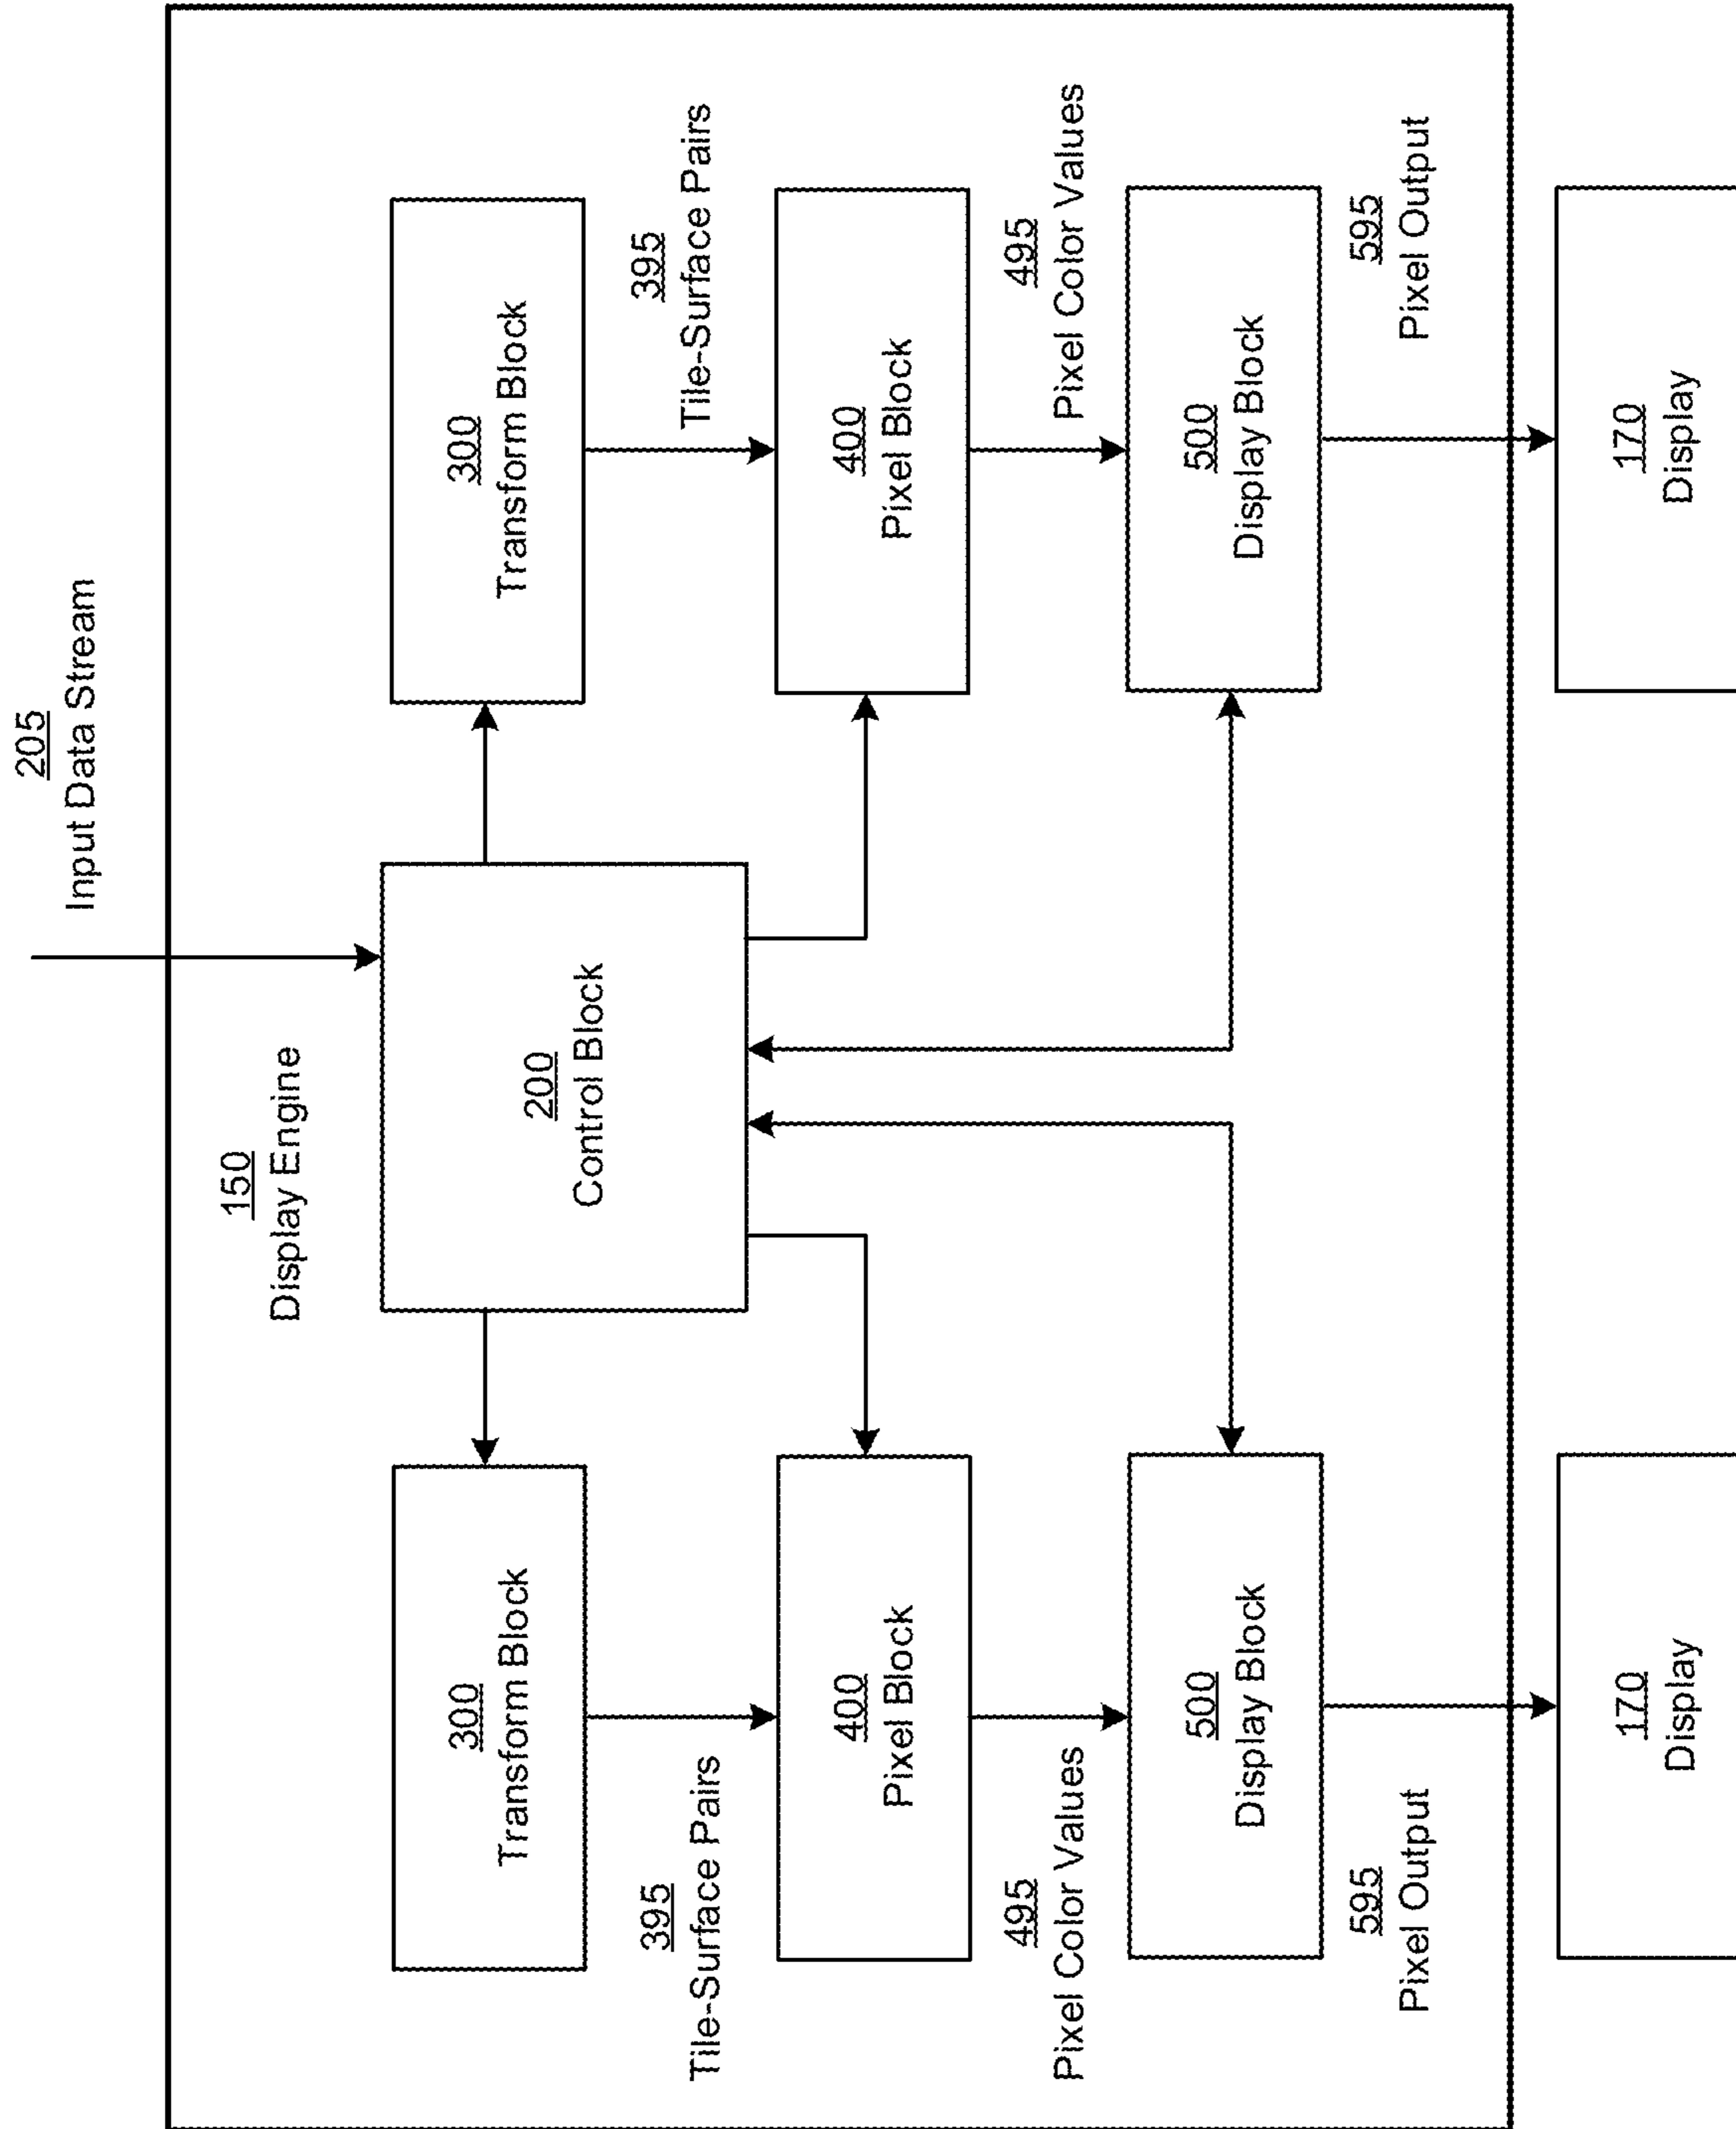 205
Input Data Stream
150
Display Engine
300
Transform Block
200
Control Block
300
Transform Block
395
Tile-Surface Pairs
395
Tile-Surface Pairs
400
Pixel Block
400
Pixel Block
495
Pixel Color Values
495
Pixel Color Values
500
Display Block
500
Display Block
595
Pixel Output
595
Pixel Output
170
Display
170
Display